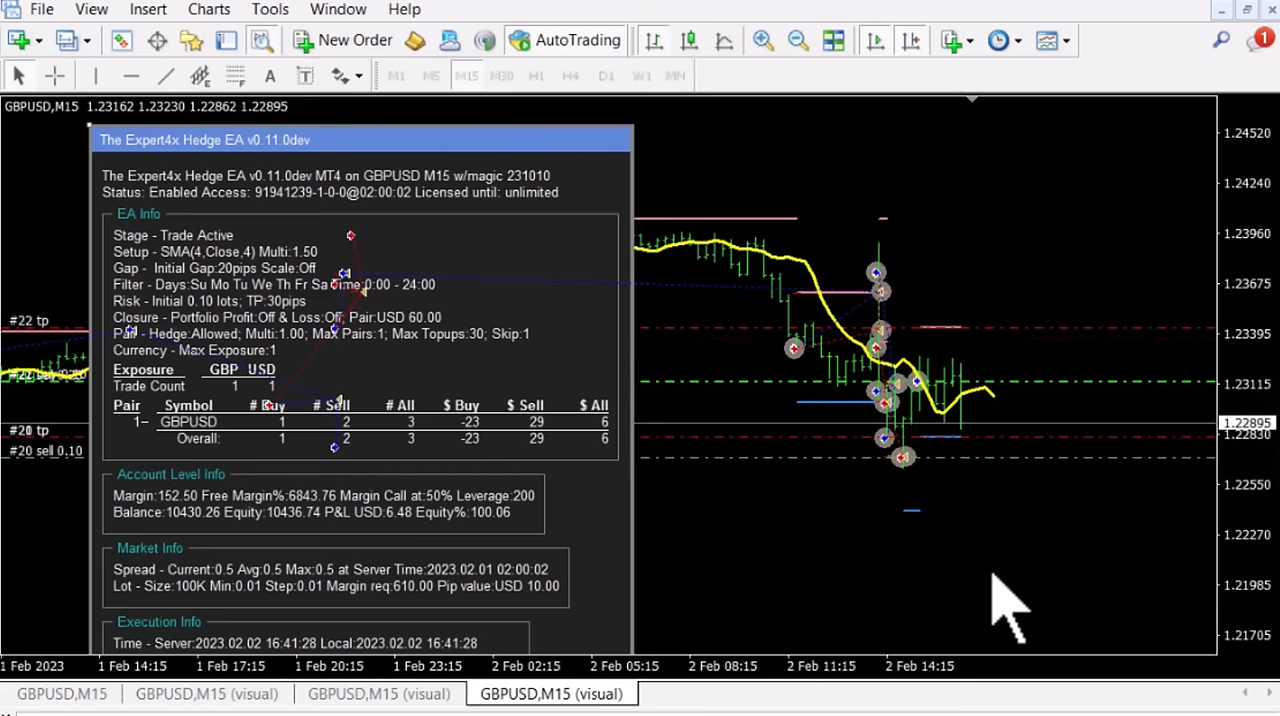 File View Insert Charts Tools Window Help
New Order AutoTrading 1
A T M1 M5 M15 M30 H1 H4 D1 W1 MN
GBPUSD,M15 1.23162 1.23230 1.22862 1.22895
The Expert4x Hedge EA v0.11.0dev
The Expert4x Hedge EA v0.11.0dev MT4 on GBPUSD M15 w/magic 231010
Status: Enabled Access: 91941239-1-0-0@02:00:02 Licensed until: unlimited
EA Info
Stage - Trade Active
Setup - SMA(4,Close,4) Multi:1.50
Gap - Initial Gap:20pips Scale:Off
Filter - Days:Su Mo Tu We Th Fr Sa Time:0:00 - 24:00
Risk - Initial 0.10 lots; TP:30pips
Closure - Portfolio Profit:Off & Loss:Off; Pair:USD 60.00
Pair - Hedge:Allowed; Multi:1.00; Max Pairs:1; Max Topups:30; Skip:1
Currency - Max Exposure:1
Exposure GBP USD
Trade Count 1 1
Pair Symbol # Buy # Sell # All $ Buy $ Sell $ All
1- GBPUSD 1 2 3 -23 29 6
Overall: 1 2 3 -23 29 6
Account Level Info
Margin:152.50 Free Margin%:6843.76 Margin Call at:50% Leverage:200
Balance:10430.26 Equity:10436.74 P&L USD:6.48 Equity%:100.06
Market Info
Spread - Current:0.5 Avg:0.5 Max:0.5 at Server Time:2023.02.01 02:00:02
Lot - Size:100K Min:0.01 Step:0.01 Margin req:610.00 Pip value:USD 10.00
Execution Info
Time - Server:2023.02.02 16:41:28 Local:2023.02.02 16:41:28
#22 tp
tp
#20 sell 0.10
1.24520
1.24240
1.23960
1.23675
1.23395
1.23115
1.22895
1.22830
1.22550
1.22270
1.21985
1.21705
1 Feb 2023 1 Feb 14:15 1 Feb 17:15 1 Feb 20:15 1 Feb 23:15 2 Feb 02:15 2 Feb 05:15 2 Feb 08:15 2 Feb 11:15 2 Feb 14:15
GBPUSD,M15 GBPUSD,M15 (visual) GBPUSD,M15 (visual) GBPUSD,M15 (visual)